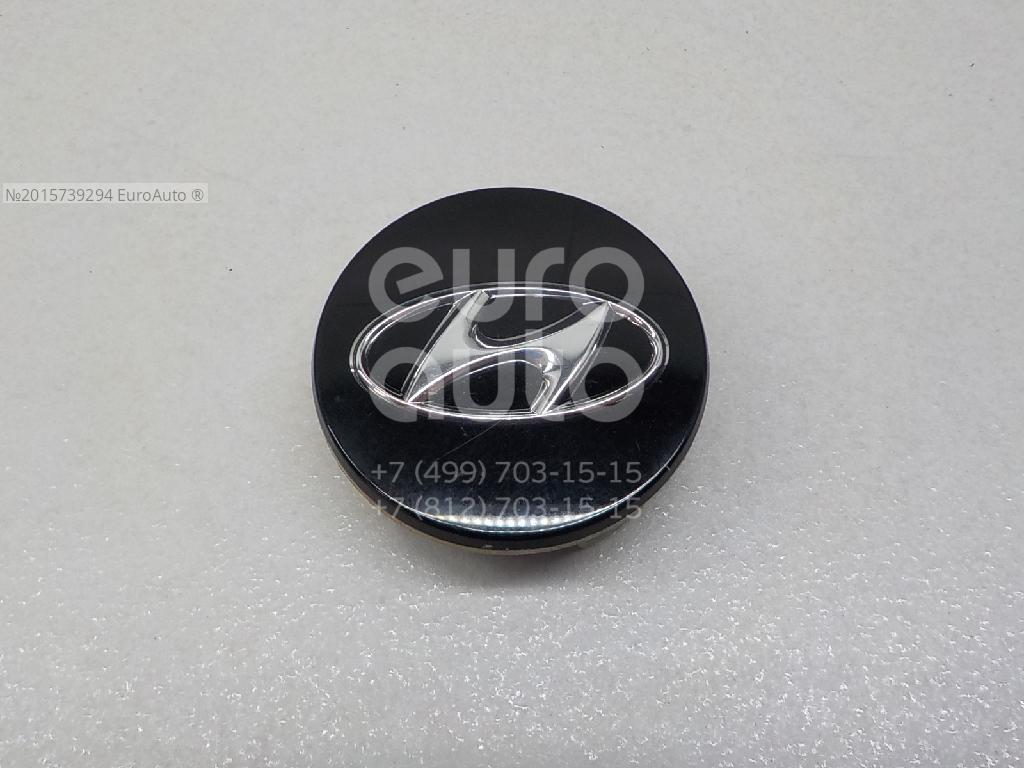 №2015739294 EuroAuto ®
euro
auto
+7 (499) 703-15-15
+7 (812) 703-15-15